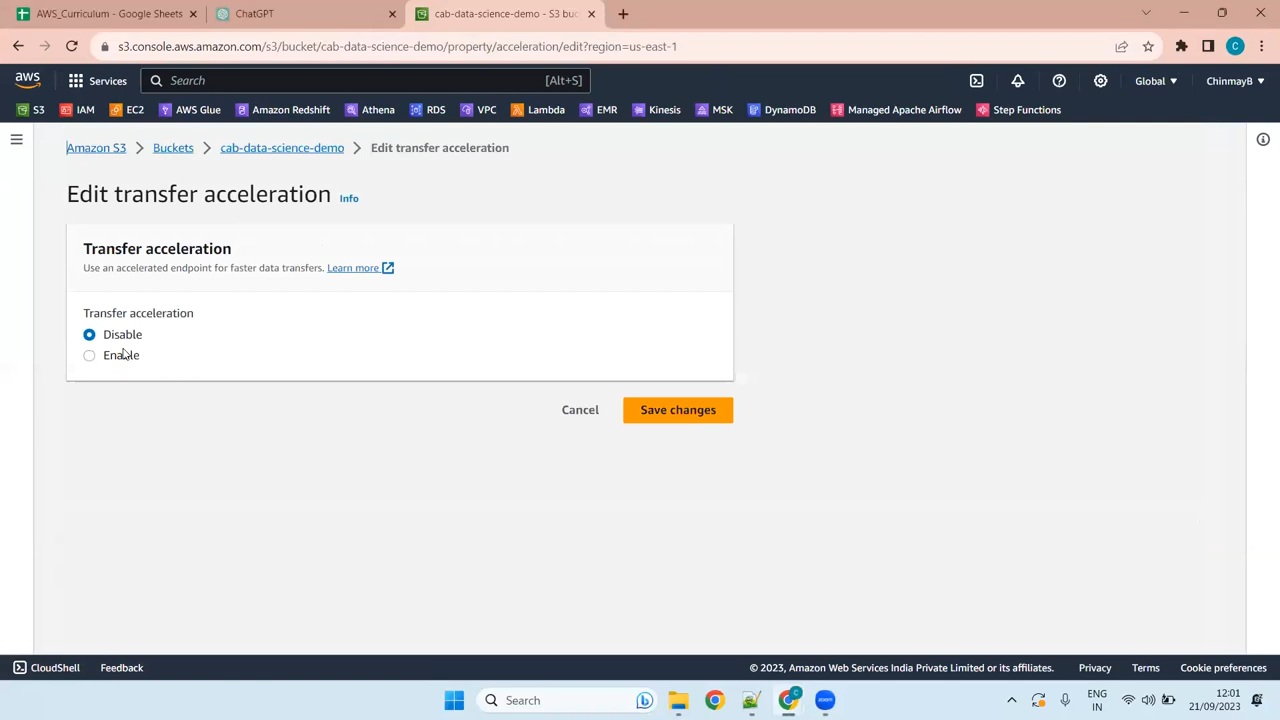 AWS_Curriculum - Google Sheets
ChatGPT
cab-data-science-demo - S3 buc
s3.console.aws.amazon.com/s3/bucket/cab-data-science-demo/property/acceleration/edit?region=us-east-1
C
aws
Services
Search
[Alt+S]
Global
ChinmayB
S3
IAM
EC2
AWS Glue
Amazon Redshift
Athena
RDS
VPC
Lambda
EMR
Kinesis
MSK
DynamoDB
Managed Apache Airflow
Step Functions
Amazon S3
Buckets
cab-data-science-demo
Edit transfer acceleration
Edit transfer acceleration
Info
Transfer acceleration
Use an accelerated endpoint for faster data transfers. Learn more
Transfer acceleration
Disable
Enable
Cancel
Save changes
CloudShell
Feedback
© 2023, Amazon Web Services India Private Limited or its affiliates.
Privacy
Terms
Cookie preferences
Search
C
zoom
ENG
IN
12:01
21/09/2023